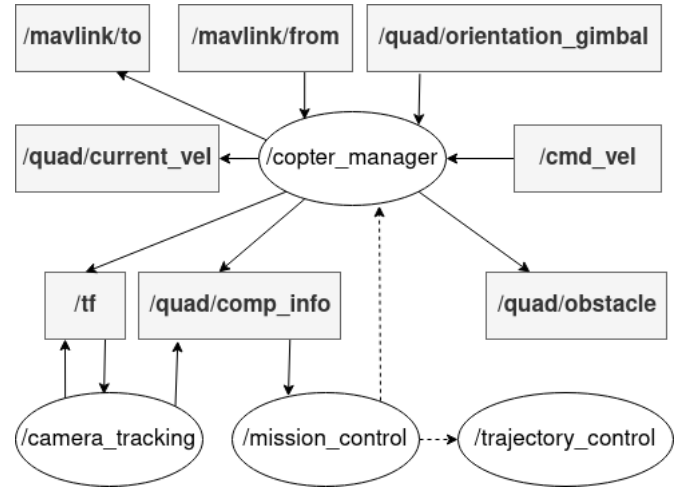 /mavlink/to
/mavlink/from
/quad/orientation_gimbal
/quad/current_vel
/copter_manager
/cmd_vel
/tf
/quad/comp_info
/quad/obstacle
/camera_tracking
/mission_control
/trajectory_control